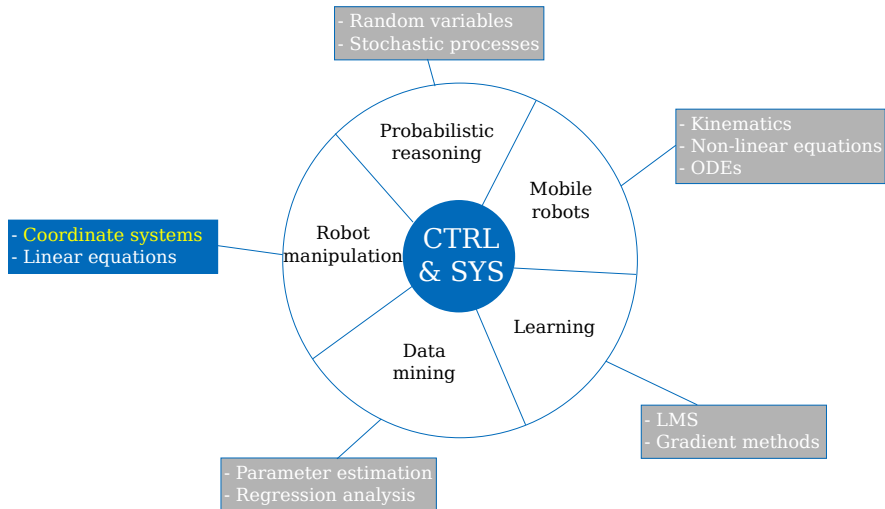 - Random variables
- Stochastic processes
Probabilistic
reasoning
- Kinematics
- Non-linear equations
- ODEs
Mobile
robots
- Coordinate systems
- Linear equations
Robot
manipulation
CTRL
& SYS
Learning
Data
mining
- LMS
- Gradient methods
- Parameter estimation
- Regression analysis